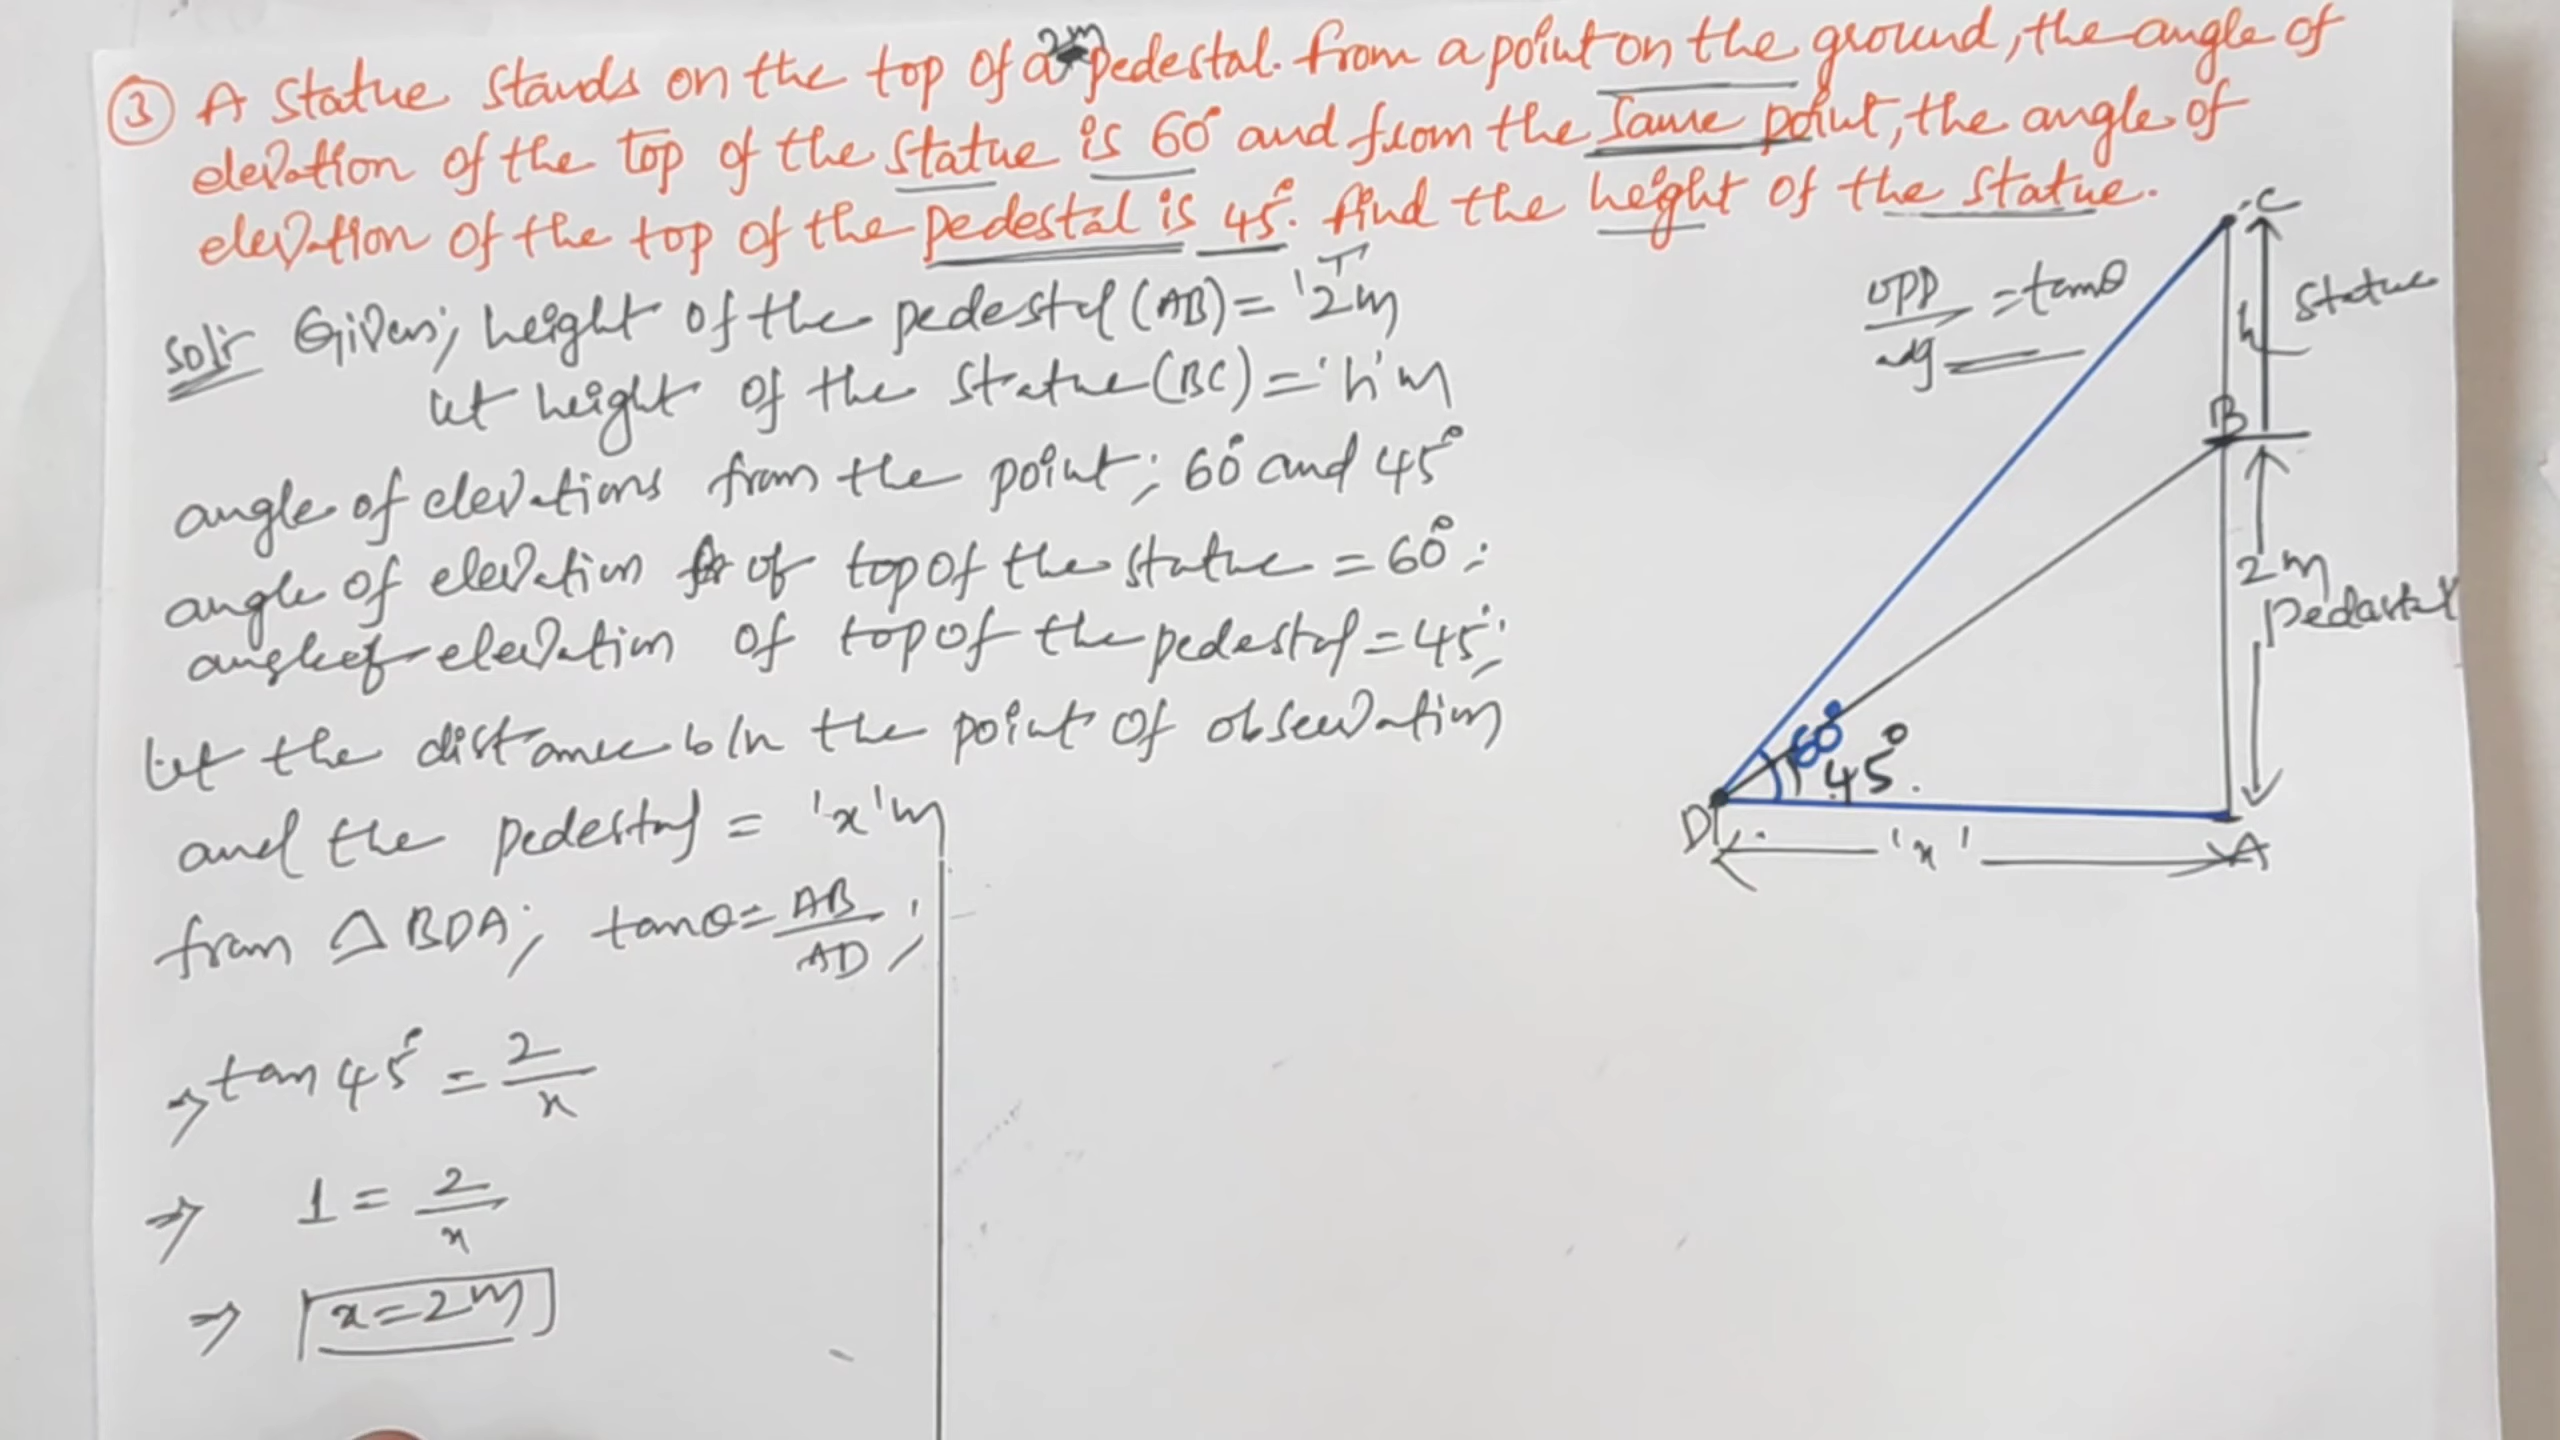 ③ A statue stands on the top of a 2m pedestal. from a point on the ground, the angle of
elevation of the top of the statue is 60° and from the same point, the angle of
elevation of the top of the pedestal is 45°. find the height of the statue.
Given; height of the pedestal (AB) = '2'm
let height of the statue (BC) = 'h'm
angle of elevations from the point; 60° and 45°
angle of elevation of top of the statue = 60°;
angle of elevation of top of the pedestal = 45°;
let the distance b/n the point of observation
and the pedestal = 'x'm
from △ BDA; tanθ = AB/AD;
⇒ tan 45° = 2/x
⇒ 1 = 2/x
⇒ x = 2m
opp/adj = tanθ
C
h
statue
B
2m
pedastal
60°
45°
D
'x'
A